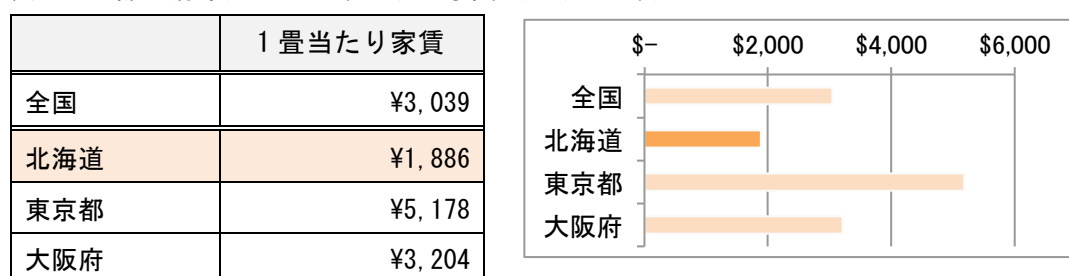 1畳当たり家賃
全国 ¥3,039
北海道 ¥1,886
東京都 ¥5,178
大阪府 ¥3,204
$– $2,000 $4,000 $6,000
全国
北海道
東京都
大阪府